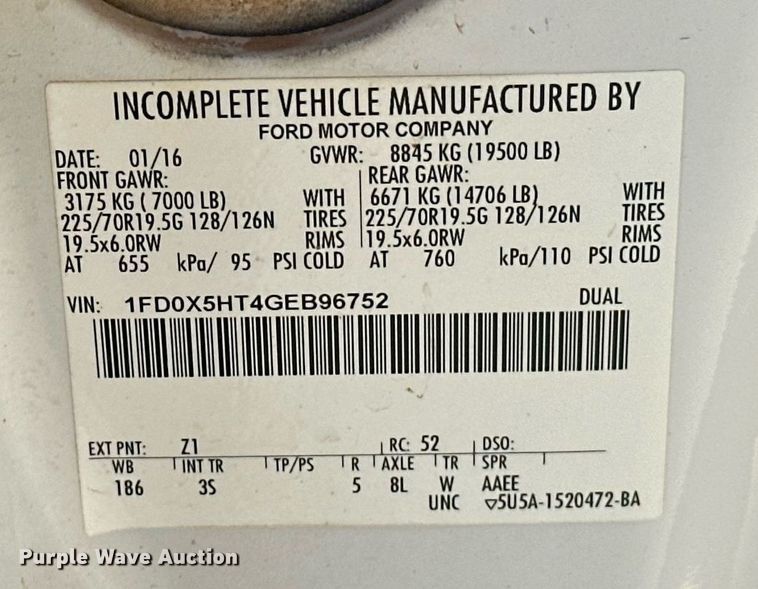 INCOMPLETE VEHICLE MANUFACTURED BY
FORD MOTOR COMPANY
DATE: 01/16 GVWR: 8845 KG (19500 LB)
FRONT GAWR: REAR GAWR:
3175 KG ( 7000 LB) WITH 6671 KG (14706 LB) WITH
225/70R19.5G 128/126N TIRES 225/70R19.5G 128/126N TIRES
19.5x6.0RW RIMS 19.5x6.0RW RIMS
AT 655 kPa/ 95 PSI COLD AT 760 kPa/110 PSI COLD
VIN: 1FD0X5HT4GEB96752 DUAL
EXT PNT: Z1 RC: 52 DSO:
WB INT TR TP/PS R AXLE TR SPR
186 3S 5 8L W AAEE
UNC ▽5U5A-1520472-BA
Purple Wave Auction